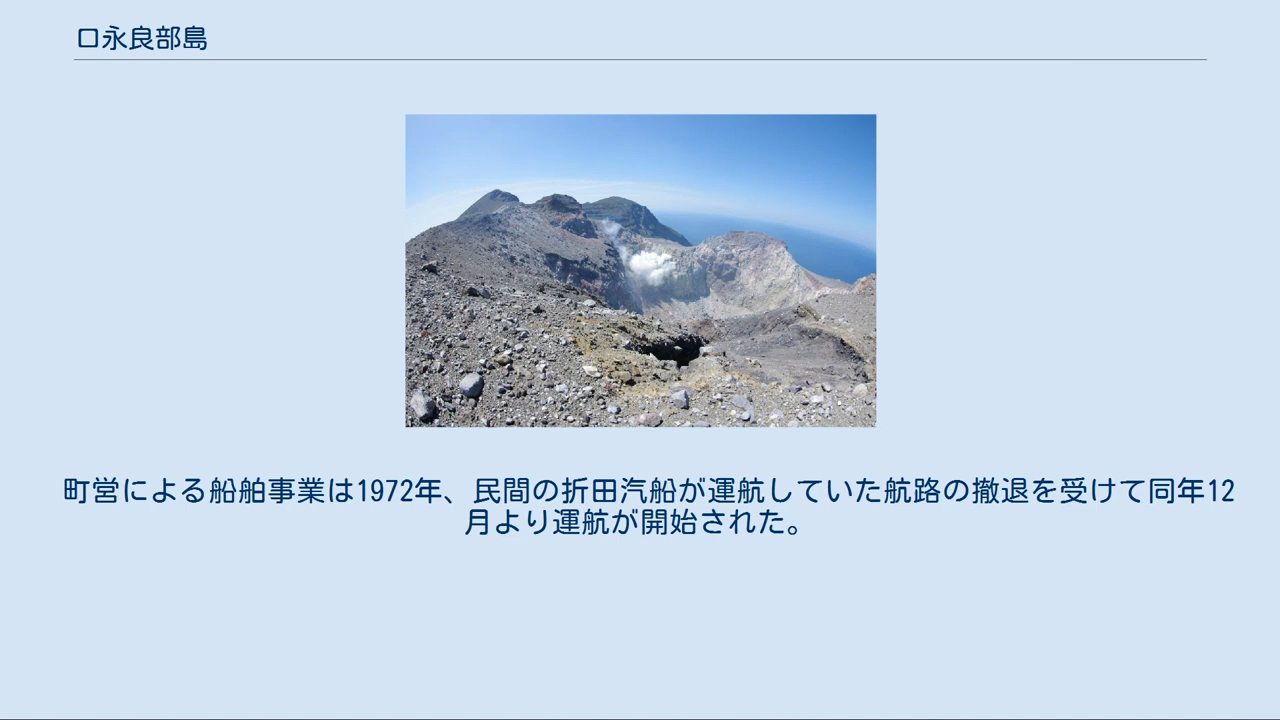 口永良部島
町営による船舶事業は1972年、民間の折田汽船が運航していた航路の撤退を受けて同年12
月より運航が開始された。